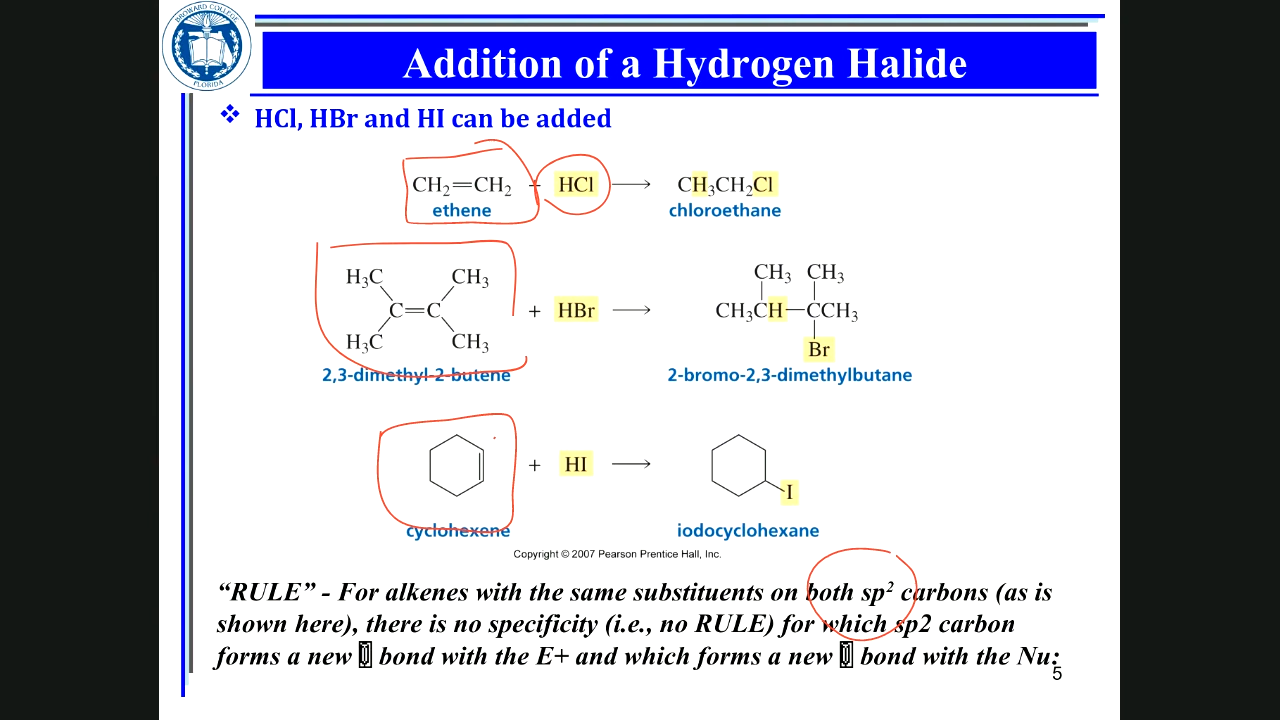 BROWARD COLLEGE
FLORIDA
Addition of a Hydrogen Halide
❖ HCl, HBr and HI can be added
CH₂=CH₂ + HCl ⟶ CH₃CH₂Cl
ethene chloroethane
H₃C CH₃ CH₃ CH₃
C=C + HBr ⟶ CH₃CH—CCH₃
H₃C CH₃ Br
2,3-dimethyl-2-butene 2-bromo-2,3-dimethylbutane
+ HI ⟶ I
cyclohexene iodocyclohexane
Copyright © 2007 Pearson Prentice Hall, Inc.
“RULE” - For alkenes with the same substituents on both sp² carbons (as is
shown here), there is no specificity (i.e., no RULE) for which sp2 carbon
forms a new bond with the E+ and which forms a new bond with the Nu:
5